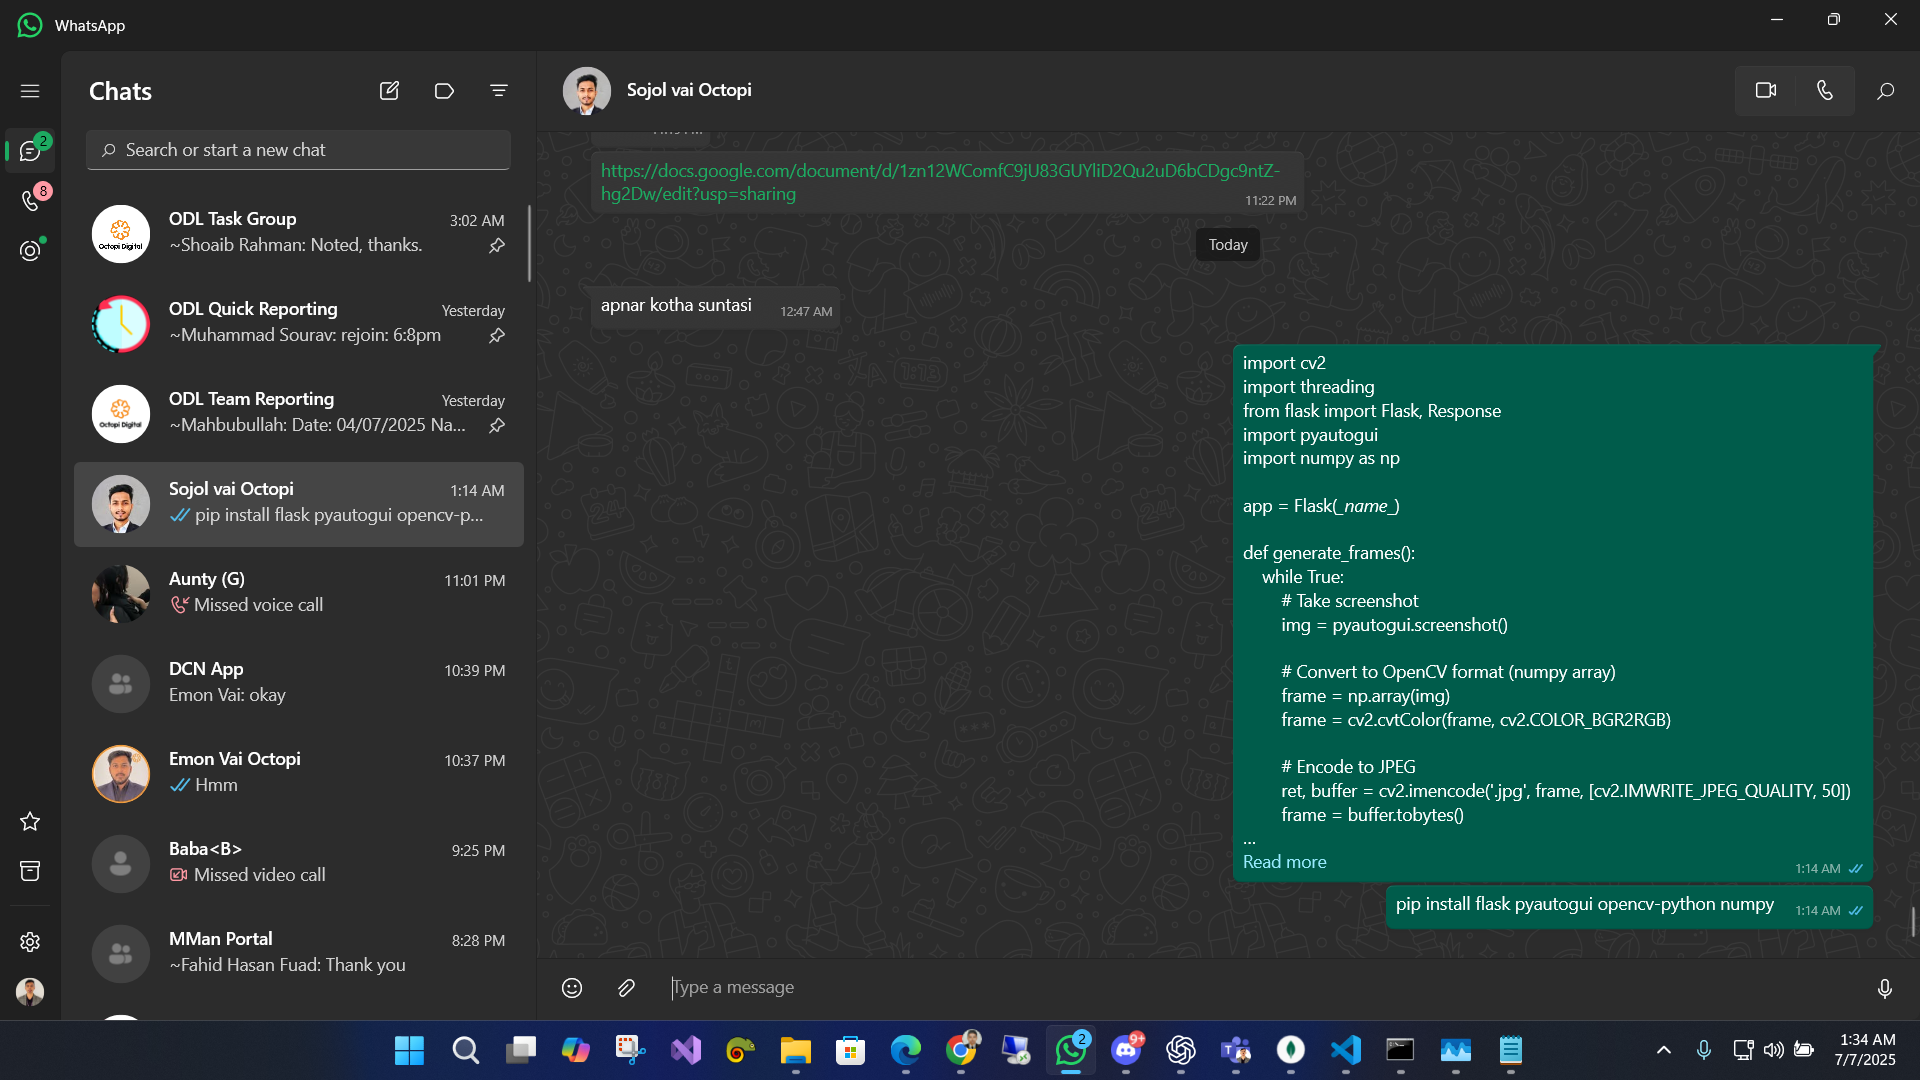 WhatsApp
Chats
Search or start a new chat
2
8
ODL Task Group
3:02 AM
~Shoaib Rahman: Noted, thanks.
Octopi Digital
ODL Quick Reporting
Yesterday
~Muhammad Sourav: rejoin: 6:8pm
ODL Team Reporting
Yesterday
~Mahbubullah: Date: 04/07/2025 Na...
Octopi Digital
Sojol vai Octopi
1:14 AM
pip install flask pyautogui opencv-p...
Aunty (G)
11:01 PM
Missed voice call
DCN App
10:39 PM
Emon Vai: okay
Emon Vai Octopi
10:37 PM
Hmm
Baba<B>
9:25 PM
Missed video call
MMan Portal
8:28 PM
~Fahid Hasan Fuad: Thank you
Sojol vai Octopi
https://docs.google.com/document/d/1zn12WComfC9jU83GUYliD2Qu2uD6bCDgc9ntZ-
hg2Dw/edit?usp=sharing
11:22 PM
Today
apnar kotha suntasi
12:47 AM
import cv2
import threading
from flask import Flask, Response
import pyautogui
import numpy as np
app = Flask(_name_)
def generate_frames():
while True:
# Take screenshot
img = pyautogui.screenshot()
# Convert to OpenCV format (numpy array)
frame = np.array(img)
frame = cv2.cvtColor(frame, cv2.COLOR_BGR2RGB)
# Encode to JPEG
ret, buffer = cv2.imencode('.jpg', frame, [cv2.IMWRITE_JPEG_QUALITY, 50])
frame = buffer.tobytes()
...
Read more
1:14 AM
pip install flask pyautogui opencv-python numpy
1:14 AM
Type a message
2
9+
1:34 AM
7/7/2025